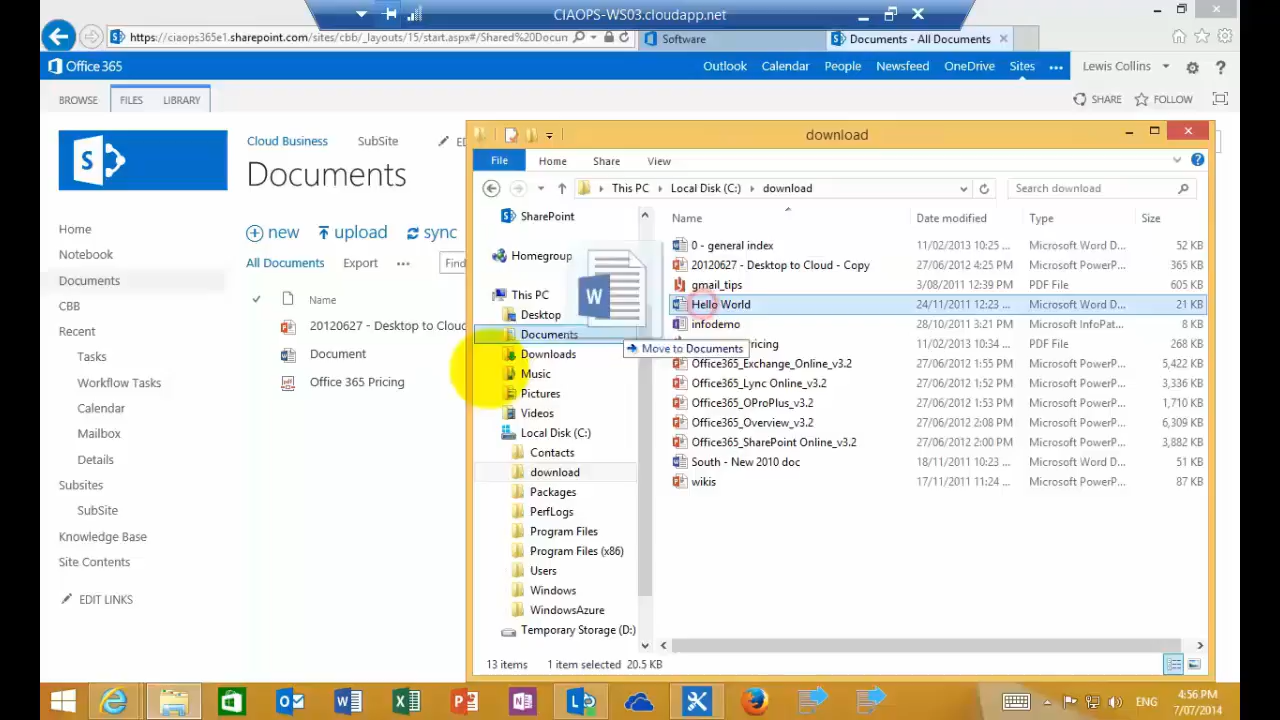 CIAOPS-WS03.cloudapp.net
https://ciaops365e1.sharepoint.com/sites/cbb/_layouts/15/start.aspx#/Shared%20Docun
Software
Documents - All Documents
Office 365
Outlook Calendar People Newsfeed OneDrive Sites ...
Lewis Collins
?
BROWSE FILES LIBRARY
SHARE FOLLOW
Cloud Business SubSite
Documents
new upload sync
All Documents Export ... Find
Name
20120627 - Desktop to Cloud
Document
Office 365 Pricing
Home
Notebook
Documents
CBB
Recent
Tasks
Workflow Tasks
Calendar
Mailbox
Details
Subsites
SubSite
Knowledge Base
Site Contents
EDIT LINKS
download
File Home Share View
This PC Local Disk (C:) download
Search download
SharePoint
Homegroup
This PC
Desktop
Documents
Downloads
Music
Pictures
Videos
Local Disk (C:)
Contacts
download
Packages
PerfLogs
Program Files
Program Files (x86)
Users
Windows
WindowsAzure
Temporary Storage (D:)
Name Date modified Type Size
0 - general index 11/02/2013 10:25 ... Microsoft Word D... 52 KB
20120627 - Desktop to Cloud - Copy 27/06/2012 4:25 PM Microsoft PowerP... 365 KB
gmail_tips 3/08/2011 12:39 PM PDF File 605 KB
Hello World 24/11/2011 12:23 ... Microsoft Word D... 21 KB
infodemo 28/10/2011 3:21 PM Microsoft InfoPat... 8 KB
ricing 11/02/2013 10:34 ... PDF File 268 KB
Office365_Exchange_Online_v3.2 27/06/2012 1:55 PM Microsoft PowerP... 5,422 KB
Office365_Lync Online_v3.2 27/06/2012 1:52 PM Microsoft PowerP... 3,336 KB
Office365_OProPlus_v3.2 27/06/2012 1:53 PM Microsoft PowerP... 1,710 KB
Office365_Overview_v3.2 27/06/2012 2:08 PM Microsoft PowerP... 6,309 KB
Office365_SharePoint Online_v3.2 27/06/2012 2:00 PM Microsoft PowerP... 3,882 KB
South - New 2010 doc 18/11/2011 10:23 ... Microsoft Word D... 51 KB
wikis 17/11/2011 11:24 ... Microsoft PowerP... 87 KB
Move to Documents
13 items 1 item selected 20.5 KB
ENG
4:56 PM
7/07/2014